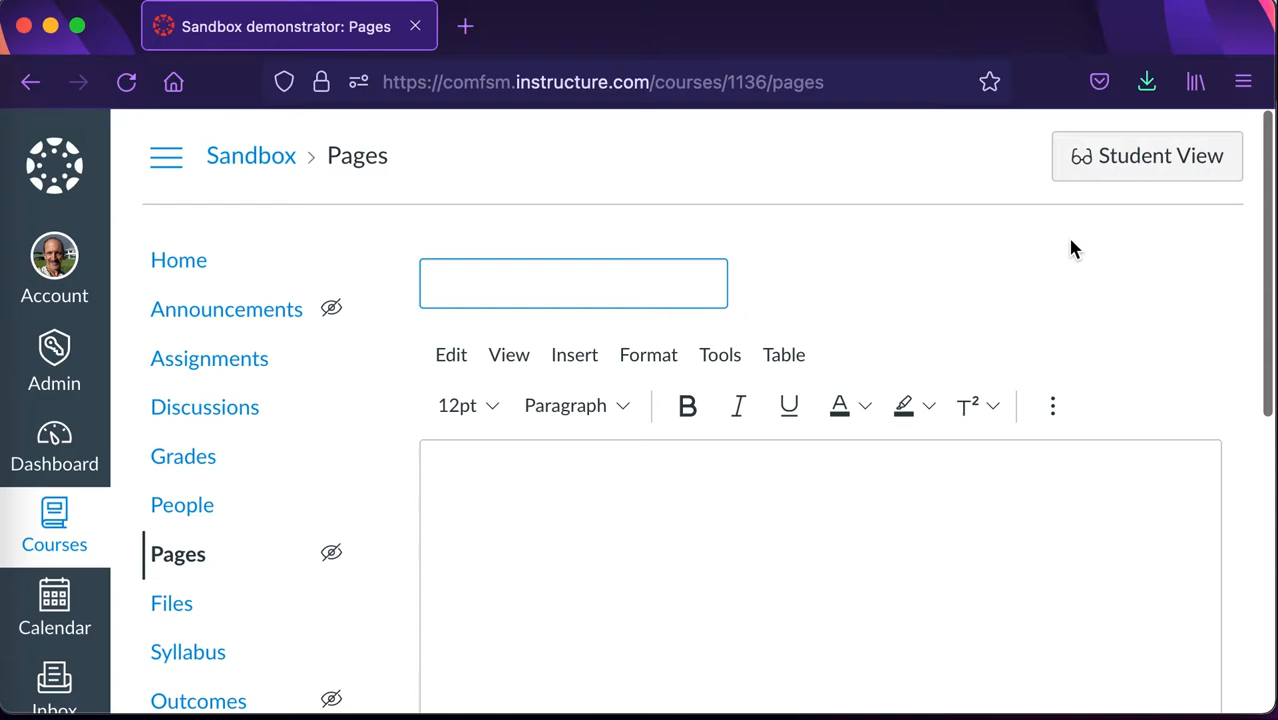 Sandbox demonstrator: Pages
https://comfsm.instructure.com/courses/1136/pages
Sandbox > Pages
Student View
Account
Admin
Dashboard
Courses
Calendar
Inbox
Home
Announcements
Assignments
Discussions
Grades
People
Pages
Files
Syllabus
Outcomes
Edit View Insert Format Tools Table
12pt Paragraph B I U A T²